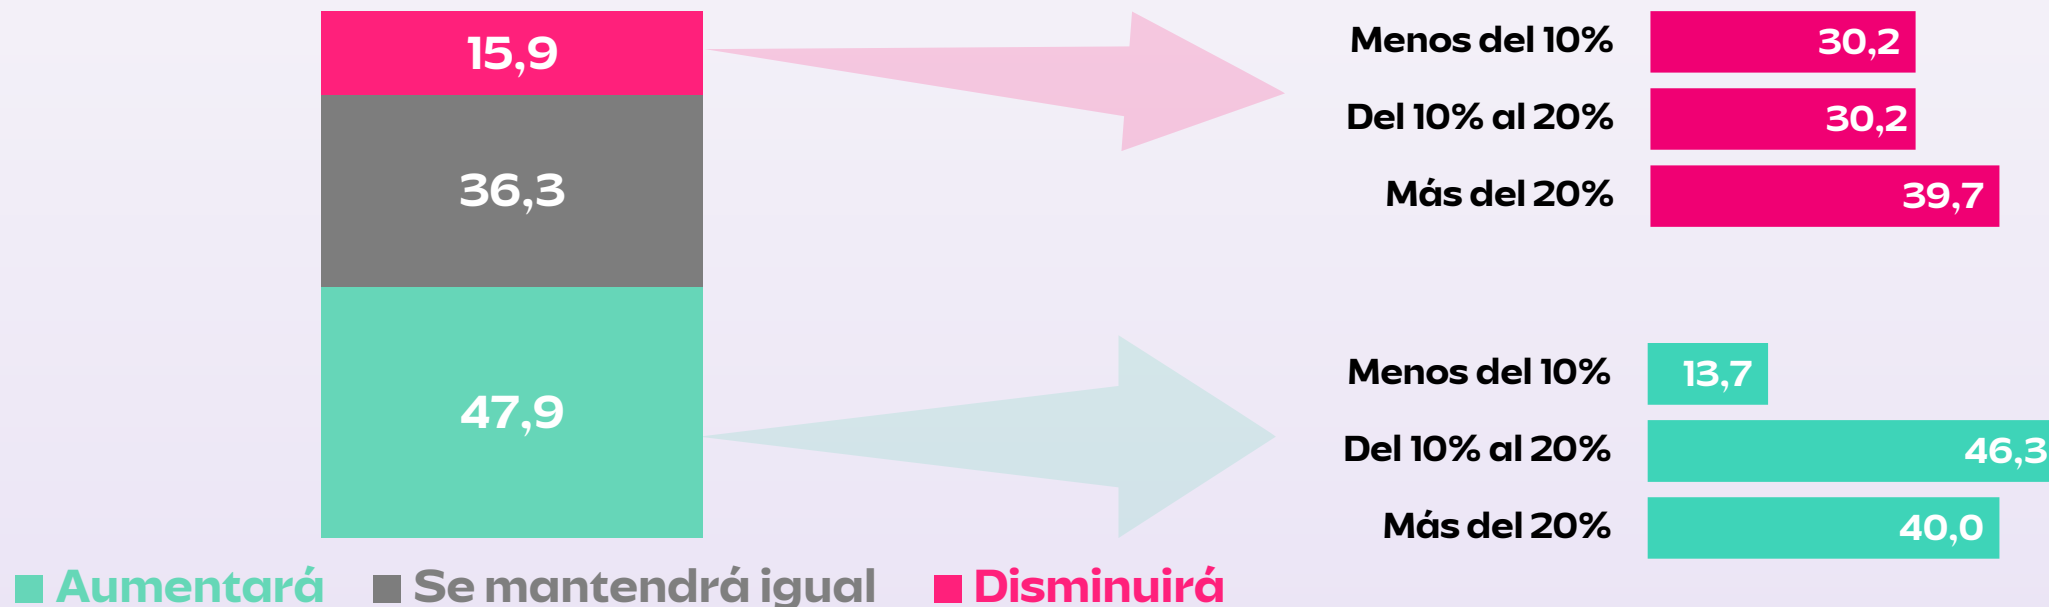 15,9
36,3
47,9
Menos del 10% 30,2
Del 10% al 20% 30,2
Más del 20% 39,7
Menos del 10% 13,7
Del 10% al 20% 46,3
Más del 20% 40,0
Aumentará Se mantendrá igual Disminuirá